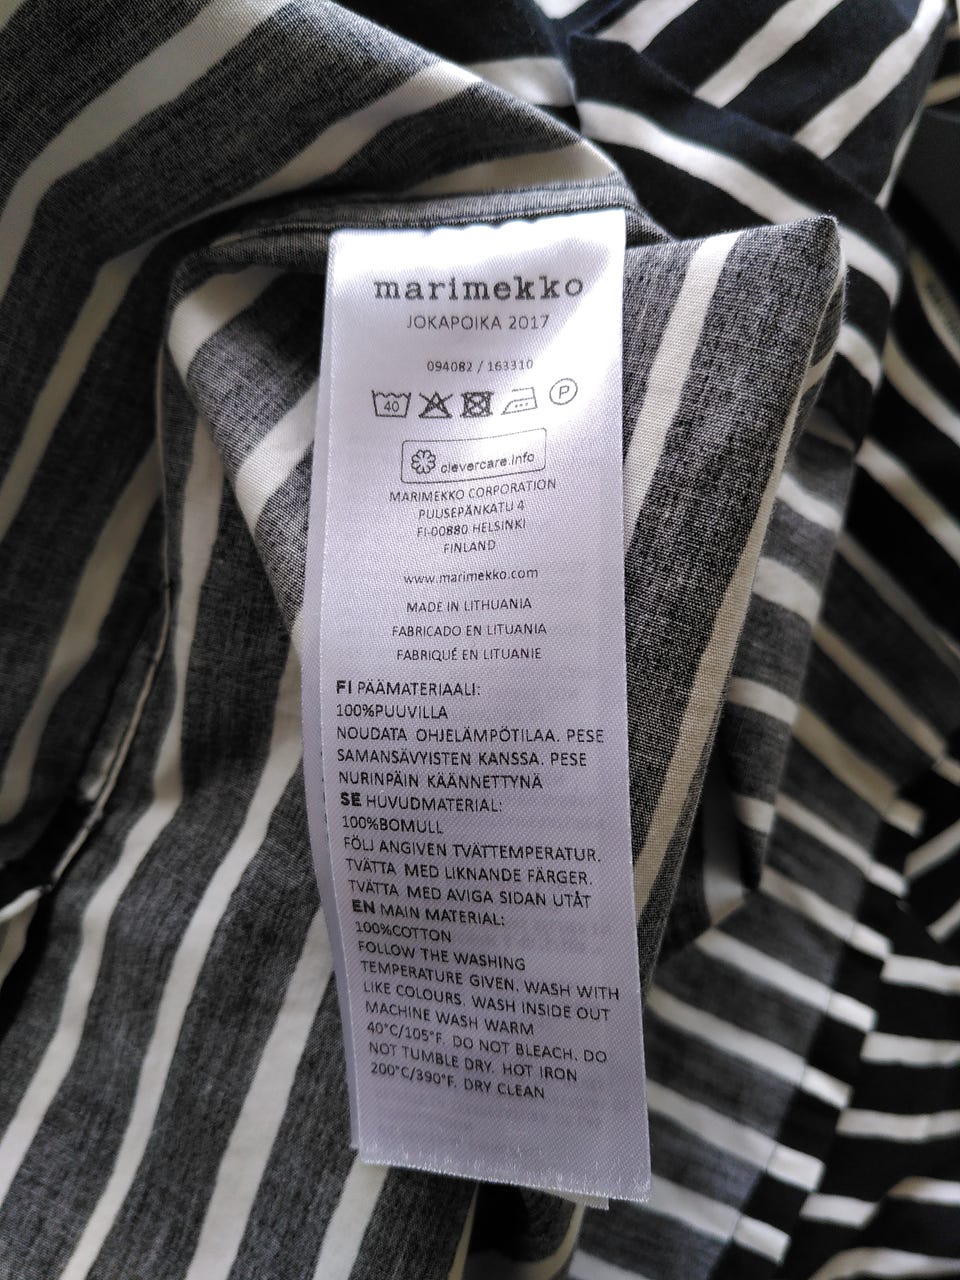 marimekko
JOKAPOIKA 2017
094082 / 163310
40
P
clevercare.info
MARIMEKKO CORPORATION
PUUSEPÄNKATU 4
FI-00880 HELSINKI
FINLAND
www.marimekko.com
MADE IN LITHUANIA
FABRICADO EN LITUANIA
FABRIQUÉ EN LITUANIE
FI PÄÄMATERIAALI:
100%PUUVILLA
NOUDATA OHJELÄMPÖTILAA. PESE
SAMANSÄVYISTEN KANSSA. PESE
NURINPÄIN KÄÄNNETTYNÄ
SE HUVUDMATERIAL:
100%BOMULL
FÖLJ ANGIVEN TVÄTTEMPERATUR.
TVÄTTA MED LIKNANDE FÄRGER.
TVÄTTA MED AVIGA SIDAN UTÅT
EN MAIN MATERIAL:
100%COTTON
FOLLOW THE WASHING
TEMPERATURE GIVEN. WASH WITH
LIKE COLOURS. WASH INSIDE OUT
MACHINE WASH WARM
40°C/105°F. DO NOT BLEACH. DO
NOT TUMBLE DRY. HOT IRON
200°C/390°F. DRY CLEAN